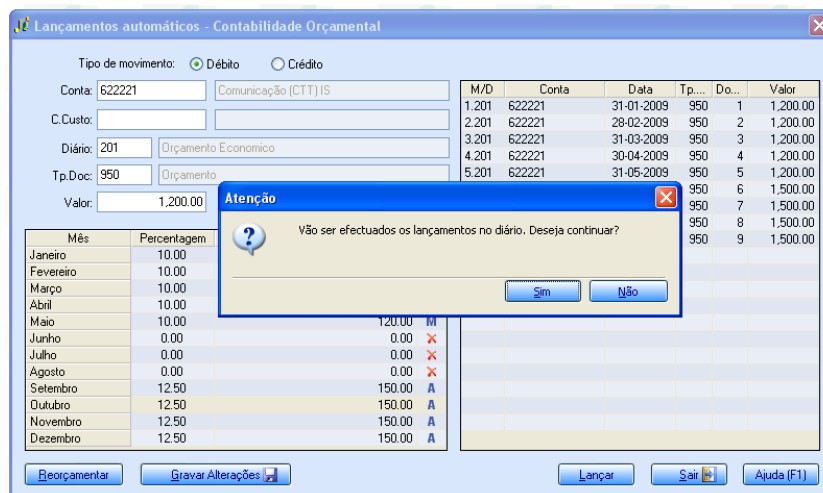 Lançamentos automáticos - Contabilidade Orçamental
Tipo de movimento: Débito Crédito
Conta: 622221 Comunicação (CTT) IS
C.Custo:
Diário: 201 Orçamento Economico
Tp.Doc: 950 Orçamento
Valor: 1,200.00
M/D Conta Data Tp.... Do... Valor
1.201 622221 31-01-2009 950 1 1,200.00
2.201 622221 28-02-2009 950 2 1,200.00
3.201 622221 31-03-2009 950 3 1,200.00
4.201 622221 30-04-2009 950 4 1,200.00
5.201 622221 31-05-2009 950 5 1,200.00
950 6 1,500.00
950 7 1,500.00
950 8 1,500.00
950 9 1,500.00
Atenção
Vão ser efectuados os lançamentos no diário. Deseja continuar?
Sim Não
Mês Percentagem
Janeiro 10.00
Fevereiro 10.00
Março 10.00
Abril 10.00
Maio 10.00 120.00 M
Junho 0.00 0.00
Julho 0.00 0.00
Agosto 0.00 0.00
Setembro 12.50 150.00 A
Outubro 12.50 150.00 A
Novembro 12.50 150.00 A
Dezembro 12.50 150.00 A
Reorçamentar Gravar Alterações Lançar Sair Ajuda (F1)